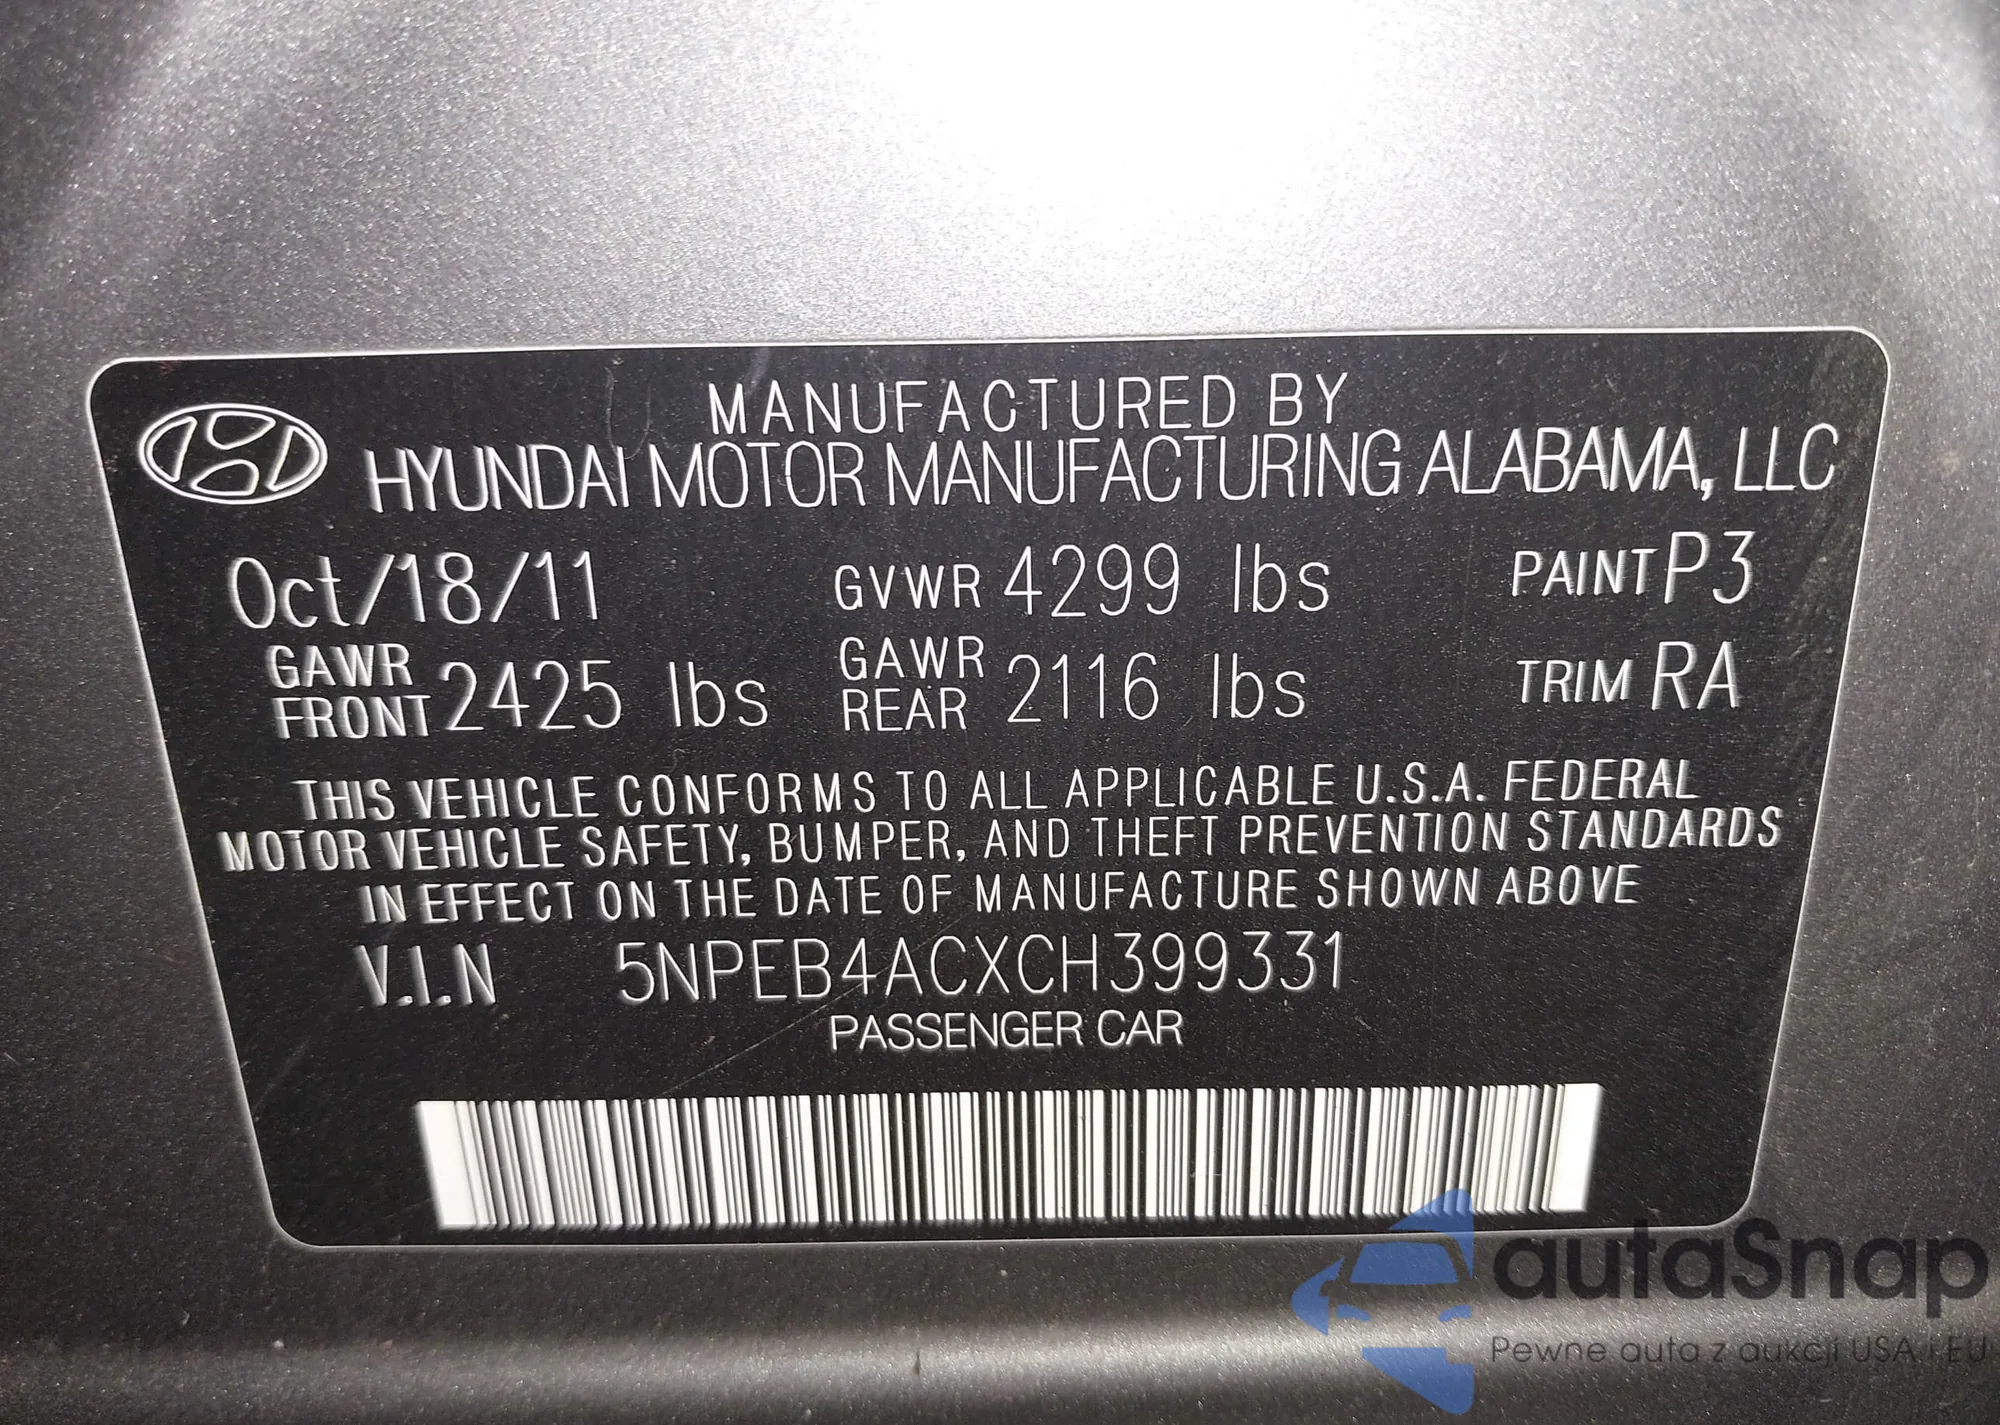 MANUFACTURED BY
HYUNDAI MOTOR MANUFACTURING ALABAMA, LLC
Oct/18/11 GVWR 4299 lbs PAINT P3
GAWR FRONT 2425 lbs GAWR REAR 2116 lbs TRIM RA
THIS VEHICLE CONFORMS TO ALL APPLICABLE U.S.A. FEDERAL
MOTOR VEHICLE SAFETY, BUMPER, AND THEFT PREVENTION STANDARDS
IN EFFECT ON THE DATE OF MANUFACTURE SHOWN ABOVE
V.I.N 5NPEB4ACXCH399331
PASSENGER CAR
autaSnap
Pewne auta z aukcji USA i EU